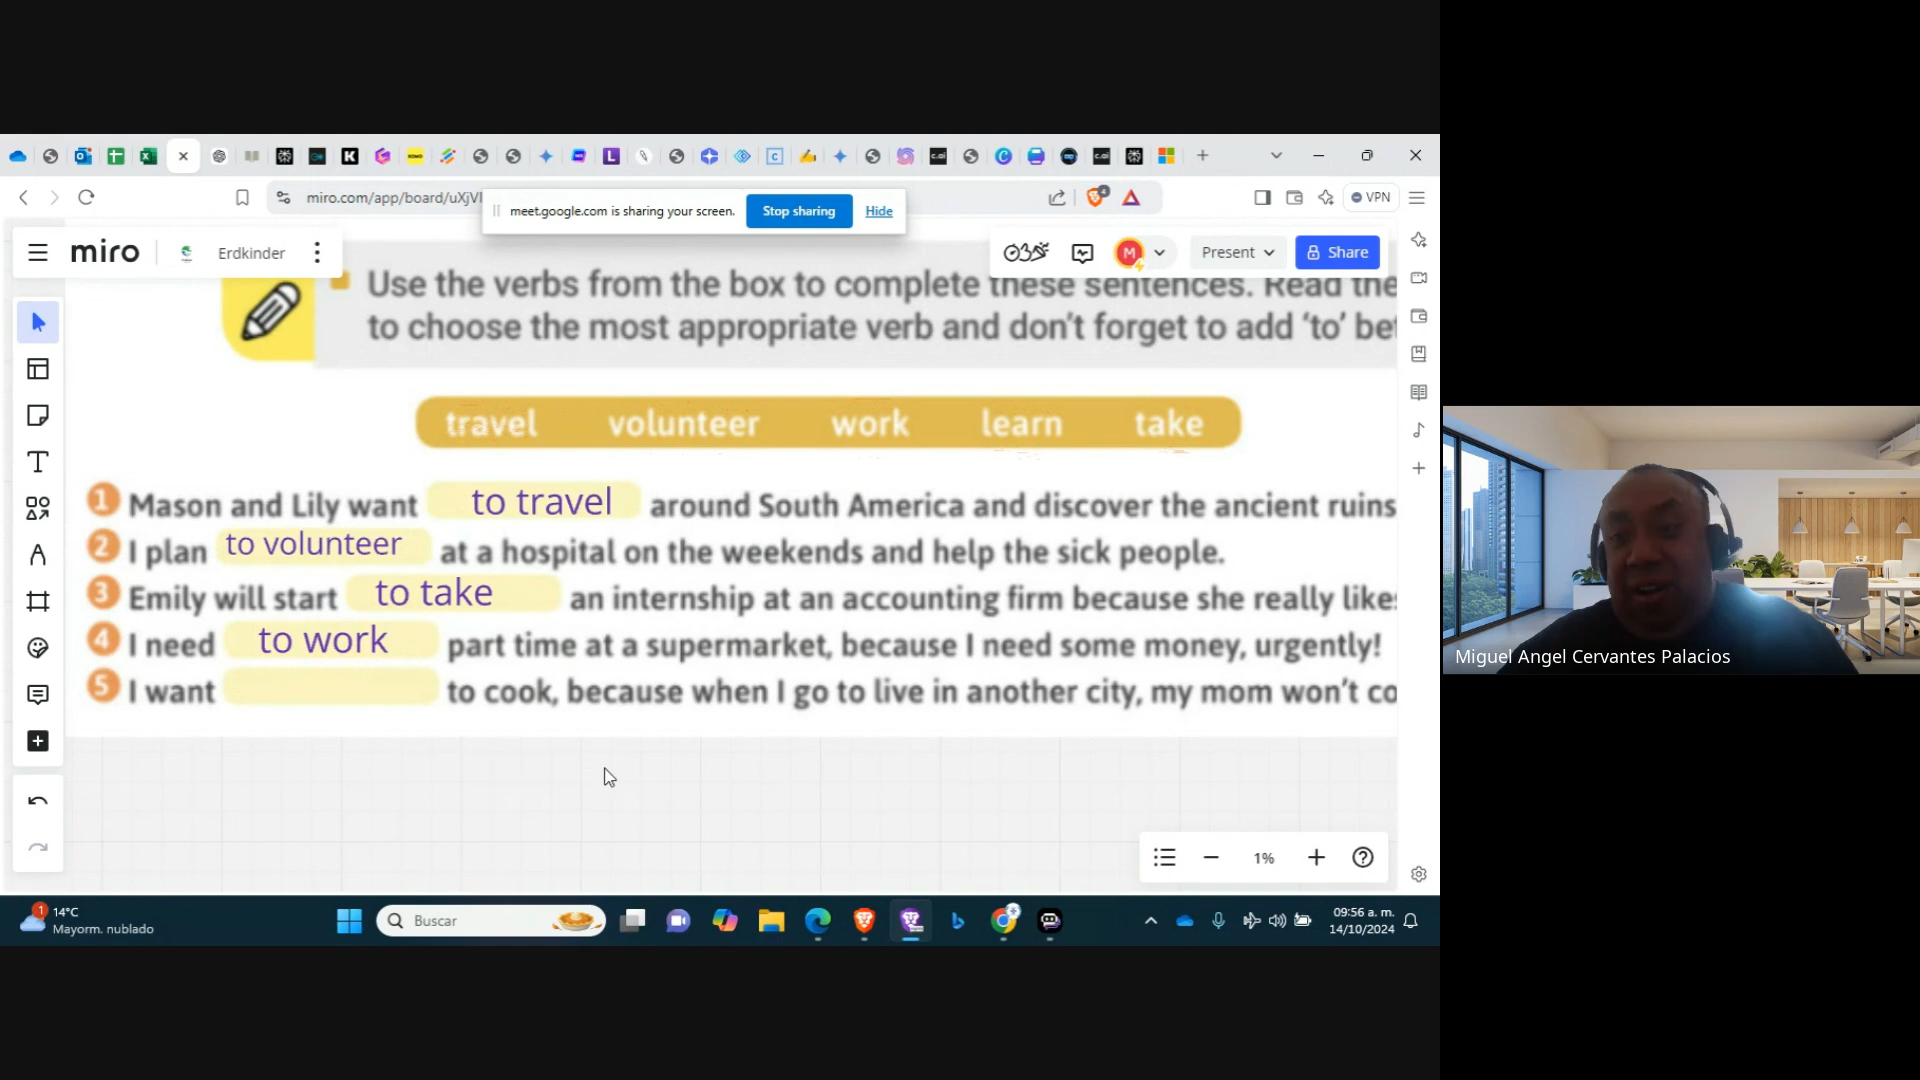 miro.com/app/board/uXjVl
meet.google.com is sharing your screen.
Stop sharing
Hide
VPN
miro
Erdkinder
M
Present
Share
Use the verbs from the box to complete these sentences. Read the
to choose the most appropriate verb and don't forget to add 'to' be
travel volunteer work learn take
1 Mason and Lily want to travel around South America and discover the ancient ruins
2 I plan to volunteer at a hospital on the weekends and help the sick people.
3 Emily will start to take an internship at an accounting firm because she really like
4 I need to work part time at a supermarket, because I need some money, urgently!
5 I want to cook, because when I go to live in another city, my mom won't co
1%
Miguel Angel Cervantes Palacios
1
14°C
Mayorm. nublado
Buscar
09:56 a. m.
14/10/2024